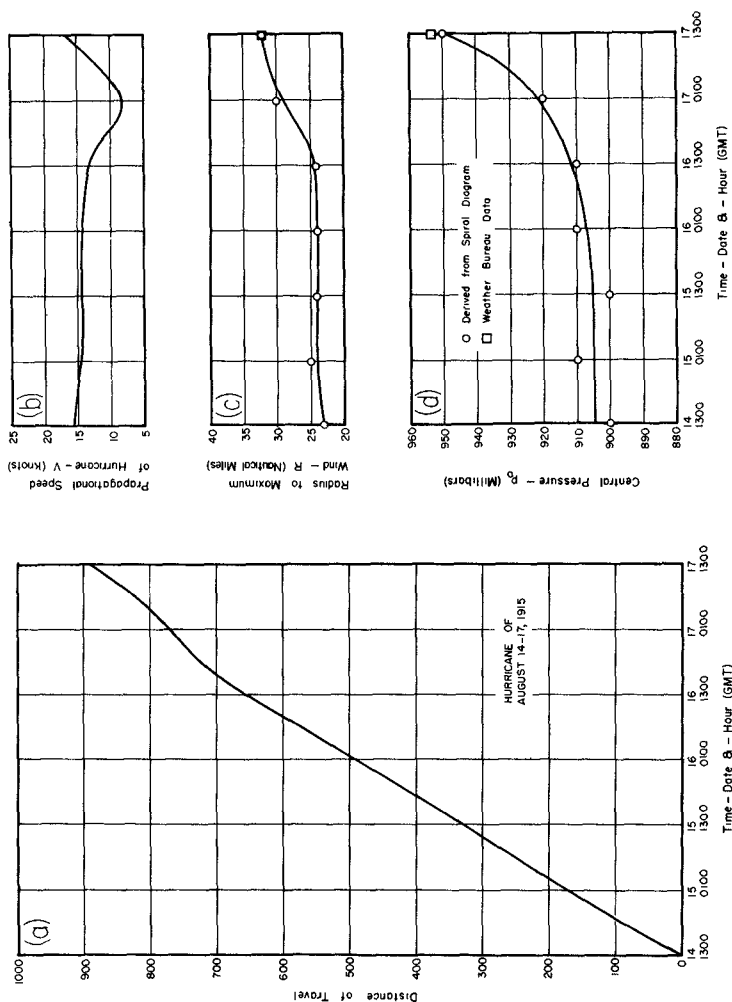 (a)
Distance of Travel
1000
900
800
700
600
500
400
300
200
100
0
HURRICANE OF
AUGUST 14-17, 1915
14 15 15 16 16 17 17
1300 0100 1300 0100 1300 0100 1300
Time - Date & - Hour (GMT)
(b)
Propagational Speed
of Hurricane - V (Knots)
25
20
15
10
5
(c)
Radius to Maximum
Wind - R (Nautical Miles)
40
35
30
25
20
(d)
Central Pressure - p₀ (Millibars)
960
950
940
930
920
910
900
890
880
Derived from Spiral Diagram
Weather Bureau Data
14 15 15 16 16 17 17
1300 0100 1300 0100 1300 0100 1300
Time - Date & - Hour (GMT)